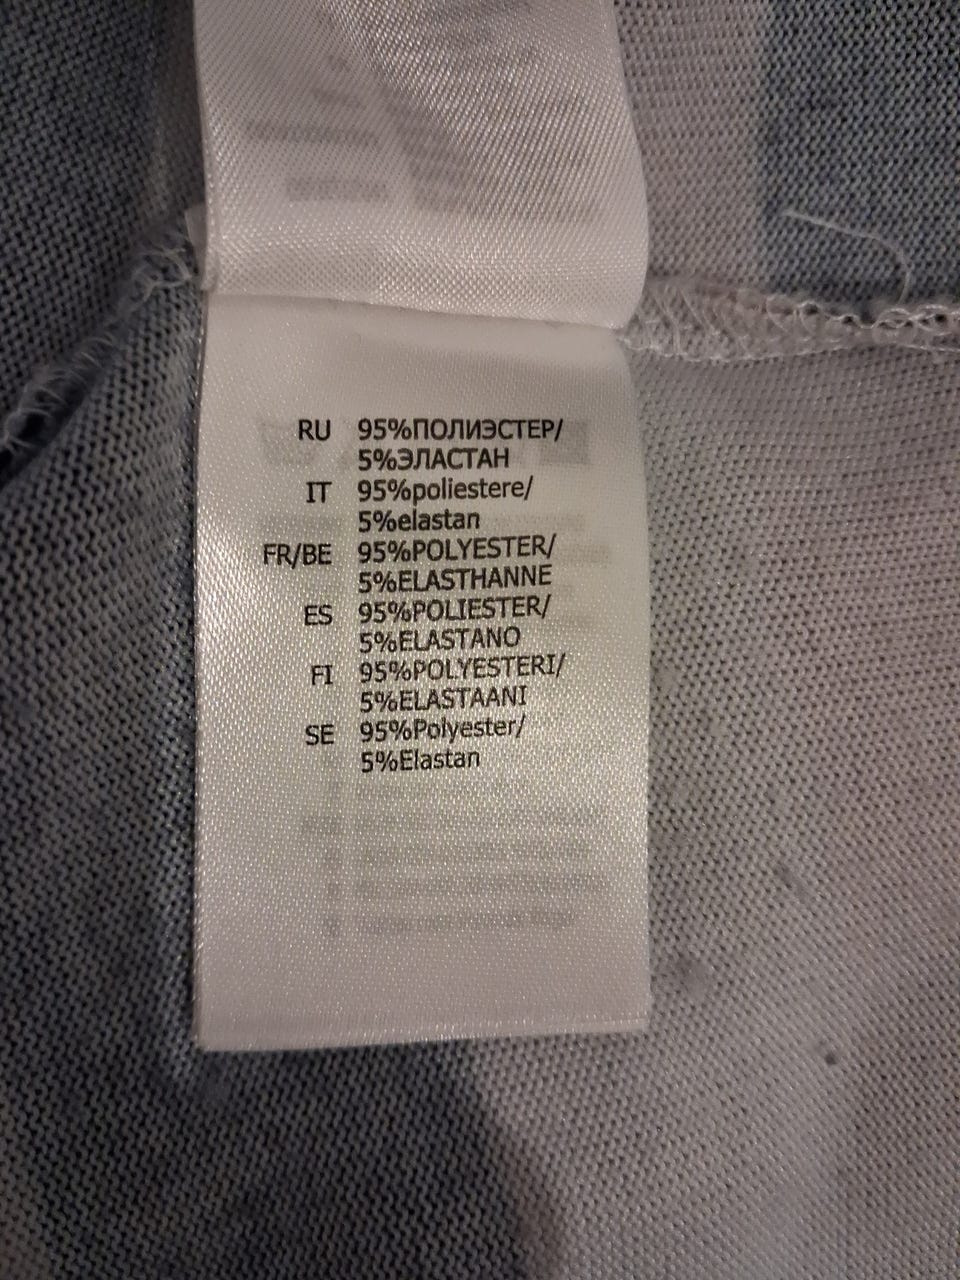 RU 95%ПОЛИЭСТЕР/
5%ЭЛАСТАН
IT 95%poliestere/
5%elastan
FR/BE 95%POLYESTER/
5%ELASTHANNE
ES 95%POLIESTER/
5%ELASTANO
FI 95%POLYESTERI/
5%ELASTAANI
SE 95%Polyester/
5%Elastan